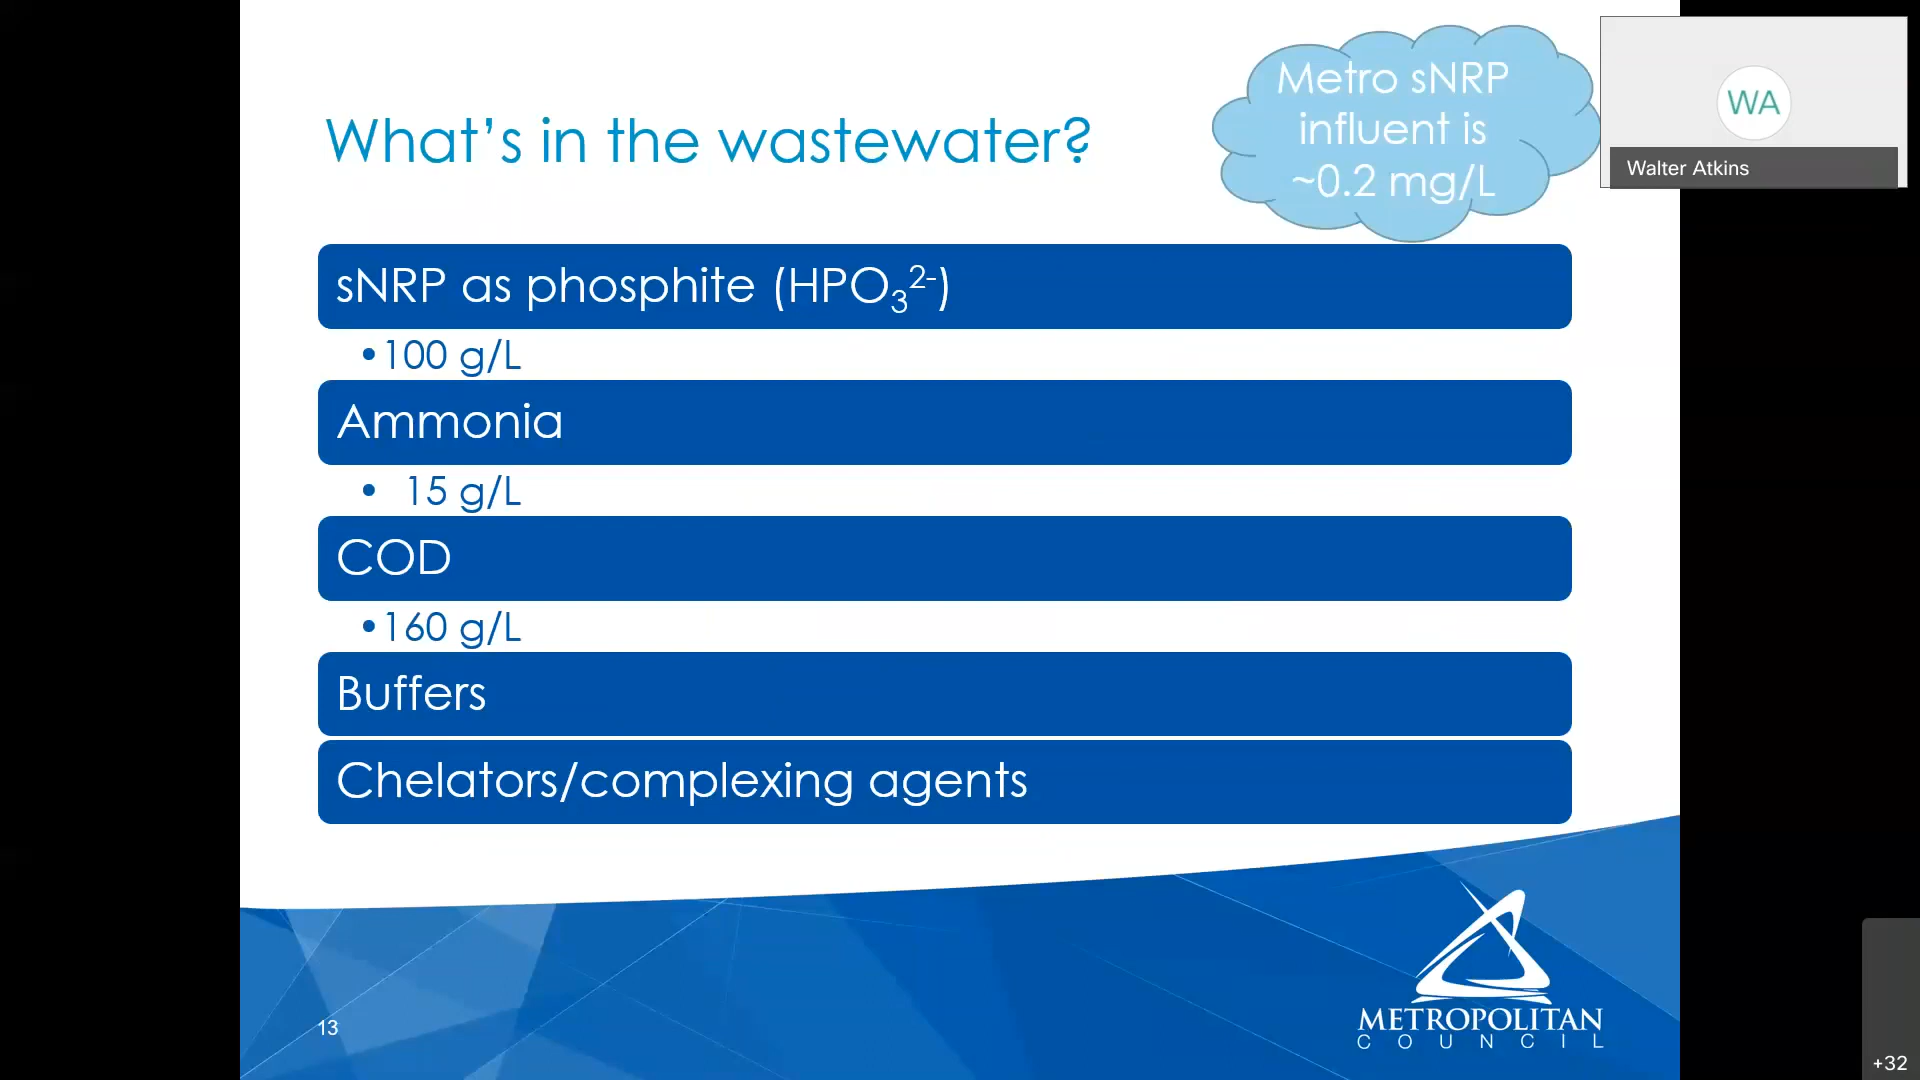 What's in the wastewater?
Metro sNRP
influent is
~0.2 mg/L
WA
Walter Atkins
sNRP as phosphite (HPO₃²⁻)
•100 g/L
Ammonia
• 15 g/L
COD
•160 g/L
Buffers
Chelators/complexing agents
13
METROPOLITAN
COUNCIL
+32